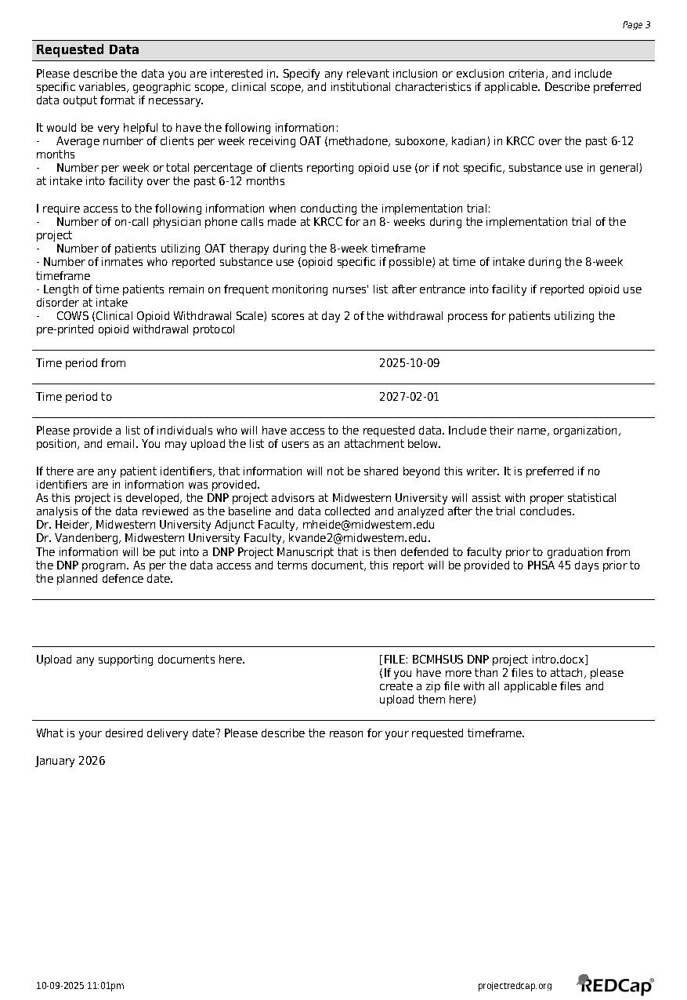 Page 3
Requested Data
Please describe the data you are interested in. Specify any relevant inclusion or exclusion criteria, and include
specific variables, geographic scope, clinical scope, and institutional characteristics if applicable. Describe preferred
data output format if necessary.
It would be very helpful to have the following information:
- Average number of clients per week receiving OAT (methadone, suboxone, kadian) in KRCC over the past 6-12
months
- Number per week or total percentage of clients reporting opioid use (or if not specific, substance use in general)
at intake into facility over the past 6-12 months
I require access to the following information when conducting the implementation trial of:
- Number of on-call physician phone calls made at KRCC for an 8- weeks during the implementation trial of the
project
- Number of patients utilizing OAT therapy during the 8-week timeframe
- Number of inmates who reported substance use (opioid specific if possible) at time of intake during the 8-week
timeframe
- Length of time patients remain on frequent monitoring nurses' list after entrance into facility if reported opioid use
disorder at intake
- COWS (Clinical Opioid Withdrawal Scale) scores at day 2 of the withdrawal process for patients utilizing the
pre-printed opioid withdrawal protocol
Time period from 2025-10-09
Time period to 2027-02-01
Please provide a list of individuals who will have access to the requested data. Include their name, organization,
position, and email. You may upload the list of users as an attachment below.
If there are any patient identifiers, that information will not be shared beyond this writer. It is preferred if no
identifiers are in information was provided.
As this project is developed, the DNP project advisors at Midwestern University will assist with proper statistical
analysis of the data reviewed as the baseline and data collected and analyzed after the trial concludes.
Dr. Heider, Midwestern University Adjunct Faculty, mheide@midwestern.edu
Dr. Vandenberg, Midwestern University Faculty, kvande2@midwestern.edu.
The information will be put into a DNP Project Manuscript that is then defended to faculty prior to graduation from
the DNP program. As per the data access and terms document, this report will be provided to PHSA 45 days prior to
the planned defence date.
Upload any supporting documents here. [FILE: BCMHSUS DNP project intro.docx]
(If you have more than 2 files to attach, please
create a zip file with all applicable files and
upload them here)
What is your desired delivery date? Please describe the reason for your requested timeframe.
January 2026
10-09-2025 11:01pm projectredcap.org REDCap®